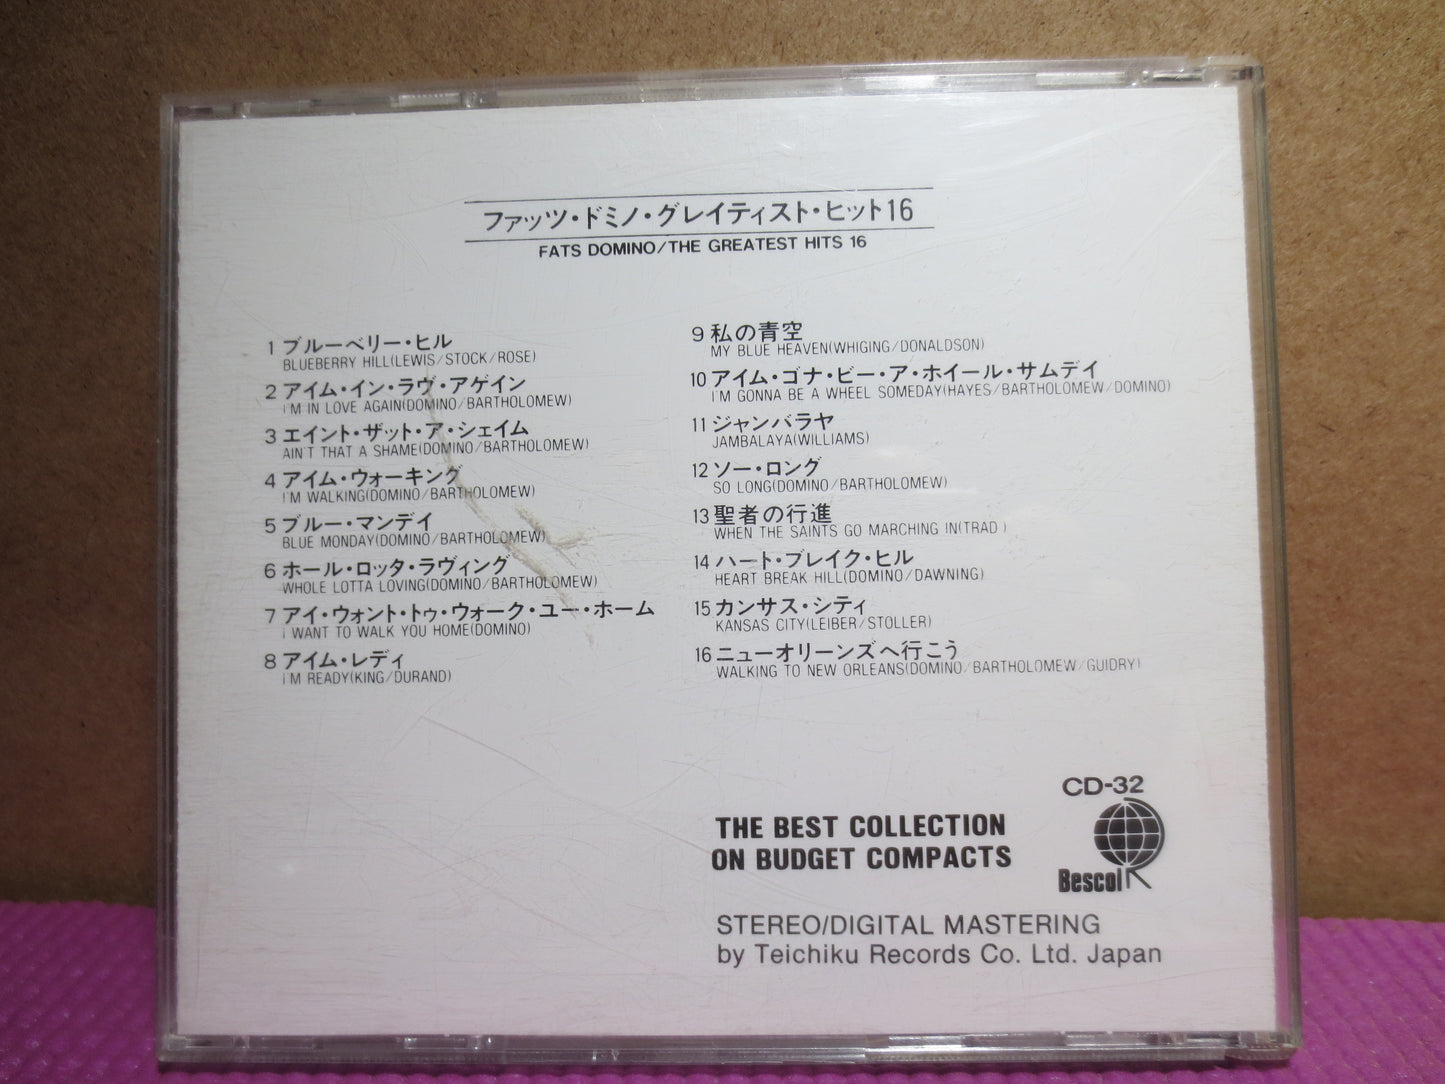 ファッツ・ドミノ・グレイティスト・ヒット16
FATS DOMINO/THE GREATEST HITS 16
1 ブルーベリー・ヒル
BLUEBERRY HILL(LEWIS/STOCK/ROSE)
2 アイム・イン・ラヴ・アゲイン
I'M IN LOVE AGAIN(DOMINO/BARTHOLOMEW)
3 エイント・ザット・ア・シェイム
AIN'T THAT A SHAME(DOMINO/BARTHOLOMEW)
4 アイム・ウォーキング
I'M WALKING(DOMINO/BARTHOLOMEW)
5 ブルー・マンデイ
BLUE MONDAY(DOMINO/BARTHOLOMEW)
6 ホール・ロッタ・ラヴィング
WHOLE LOTTA LOVING(DOMINO/BARTHOLOMEW)
7 アイ・ウォント・トゥ・ウォーク・ユー・ホーム
I WANT TO WALK YOU HOME(DOMINO)
8 アイム・レディ
I'M READY(KING/DURAND)
9 私の青空
MY BLUE HEAVEN(WHIGING/DONALDSON)
10 アイム・ゴナ・ビー・ア・ホイール・サムデイ
I'M GONNA BE A WHEEL SOMEDAY(HAYES/BARTHOLOMEW/DOMINO)
11 ジャンバラヤ
JAMBALAYA(WILLIAMS)
12 ソー・ロング
SO LONG(DOMINO/BARTHOLOMEW)
13 聖者の行進
WHEN THE SAINTS GO MARCHING IN(TRAD )
14 ハート・ブレイク・ヒル
HEART BREAK HILL(DOMINO/DAWNING)
15 カンサス・シティ
KANSAS CITY(LEIBER/STOLLER)
16 ニューオリーンズへ行こう
WALKING TO NEW ORLEANS(DOMINO/BARTHOLOMEW/GUIDRY)
CD-32
THE BEST COLLECTION
ON BUDGET COMPACTS
Bescol
STEREO/DIGITAL MASTERING
by Teichiku Records Co. Ltd. Japan